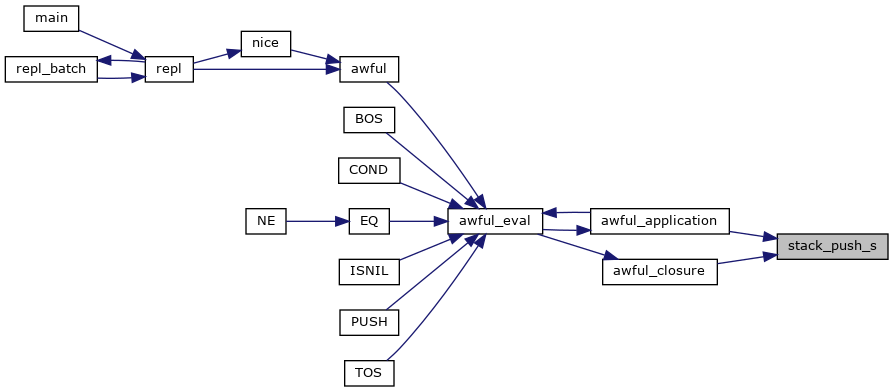 main
nice
repl_batch
repl
awful
BOS
COND
NE
EQ
awful_eval
awful_application
stack_push_s
ISNIL
awful_closure
PUSH
TOS